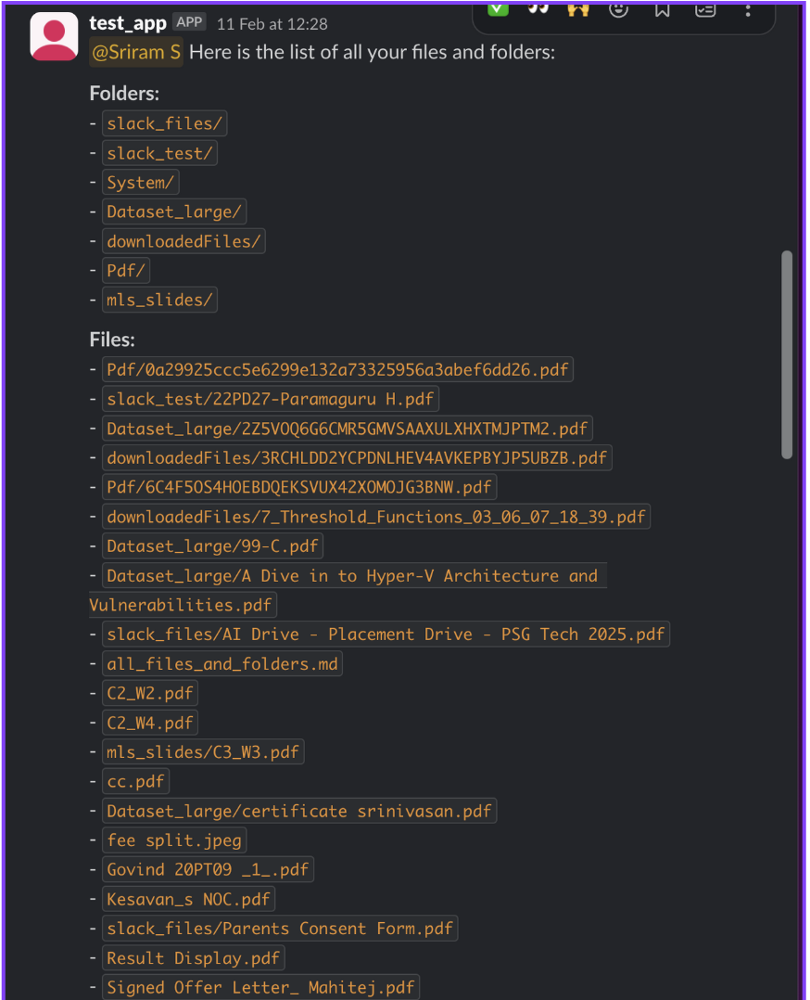 test_app APP 11 Feb at 12:28
@Sriram S Here is the list of all your files and folders:
Folders:
- slack_files/
- slack_test/
- System/
- Dataset_large/
- downloadedFiles/
- Pdf/
- mls_slides/
Files:
- Pdf/0a29925ccc5e6299e132a73325956a3abef6dd26.pdf
- slack_test/22PD27-Paramaguru H.pdf
- Dataset_large/2Z5VOQ6G6CMR5GMVSAAXULXHXTMJPTM2.pdf
- downloadedFiles/3RCHLDD2YCPDNLHEV4AVKEPBYJP5UBZB.pdf
- Pdf/6C4F5OS4HOEBDQEKSVUX42XOMOJG3BNW.pdf
- downloadedFiles/7_Threshold_Functions_03_06_07_18_39.pdf
- Dataset_large/99-C.pdf
- Dataset_large/A Dive in to Hyper-V Architecture and
Vulnerabilities.pdf
- slack_files/AI Drive - Placement Drive - PSG Tech 2025.pdf
- all_files_and_folders.md
- C2_W2.pdf
- C2_W4.pdf
- mls_slides/C3_W3.pdf
- cc.pdf
- Dataset_large/certificate srinivasan.pdf
- fee split.jpeg
- Govind 20PT09 _1_.pdf
- Kesavan_s NOC.pdf
- slack_files/Parents Consent Form.pdf
- Result Display.pdf
- Signed Offer Letter_ Mahitej.pdf